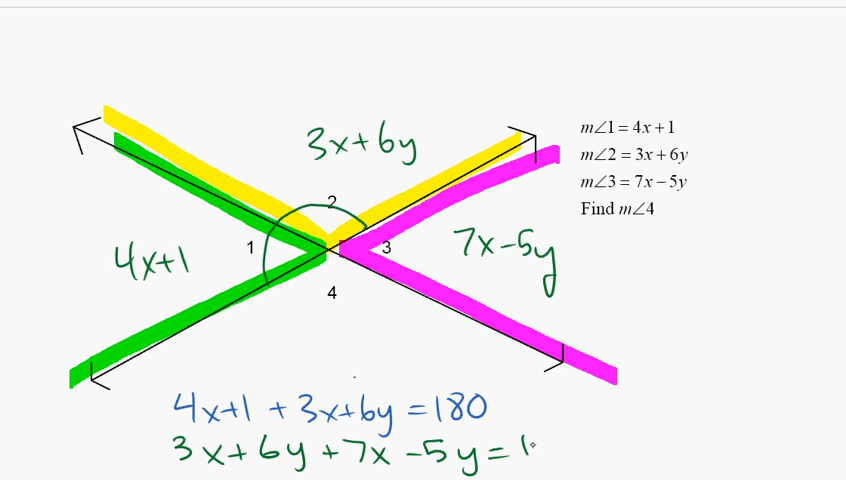 3x+6y
m∠1 = 4x+1
m∠2 = 3x+6y
m∠3 = 7x−5y
Find m∠4
2
1
3
4x+1
7x-5y
4
4x+1 + 3x+6y = 180
3x+6y+7x-5y = 1